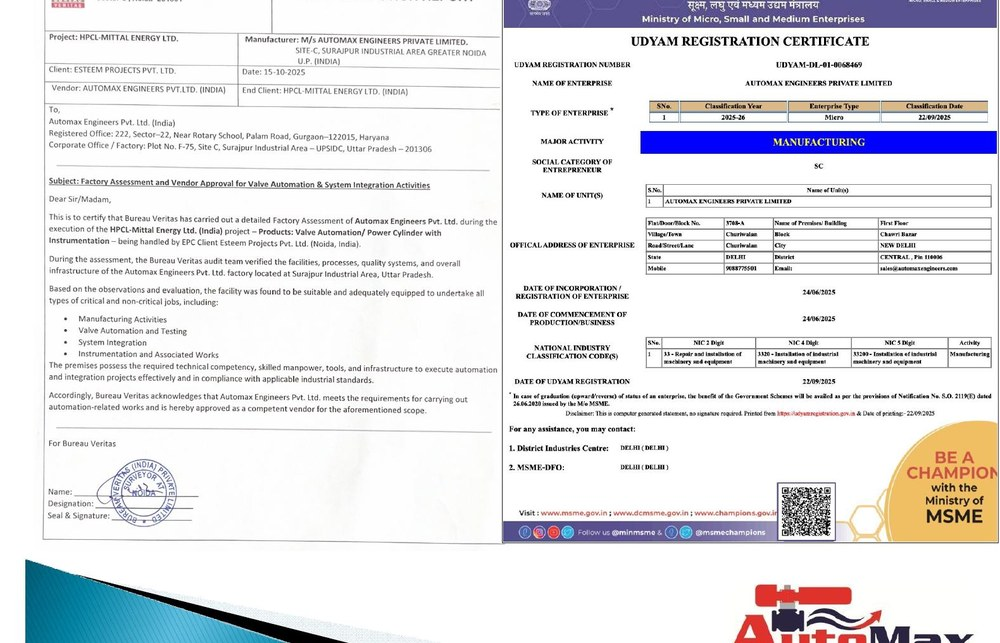 VERITAS
Project: HPCL-MITTAL ENERGY LTD.
Manufacturer: M/s AUTOMAX ENGINEERS PRIVATE LIMITED.
SITE-C, SURAJPUR INDUSTRIAL AREA GREATER NOIDA
U.P. (INDIA)
Client: ESTEEM PROJECTS PVT. LTD.
Date: 15-10-2025
Vendor: AUTOMAX ENGINEERS PVT.LTD. (INDIA)
End Client: HPCL-MITTAL ENERGY LTD. (INDIA)
To,
Automax Engineers Pvt. Ltd. (India)
Registered Office: 222, Sector–22, Near Rotary School, Palam Road, Gurgaon–122015, Haryana
Corporate Office / Factory: Plot No. F-75, Site C, Surajpur Industrial Area – UPSIDC, Uttar Pradesh – 201306
Subject: Factory Assessment and Vendor Approval for Valve Automation & System Integration Activities
Dear Sir/Madam,
This is to certify that Bureau Veritas has carried out a detailed Factory Assessment of Automax Engineers Pvt. Ltd. during the
execution of the HPCL-Mittal Energy Ltd. (India) project – Products: Valve Automation/ Power Cylinder with
Instrumentation – being handled by EPC Client Esteem Projects Pvt. Ltd. (Noida, India).
During the assessment, the Bureau Veritas audit team verified the facilities, processes, quality systems, and overall
infrastructure of the Automax Engineers Pvt. Ltd. factory located at Surajpur Industrial Area, Uttar Pradesh.
Based on the observations and evaluation, the facility was found to be suitable and adequately equipped to undertake all
types of critical and non-critical jobs, including:
• Manufacturing Activities
• Valve Automation and Testing
• System Integration
• Instrumentation and Associated Works
The premises possess the required technical competency, skilled manpower, tools, and infrastructure to execute automation
and integration projects effectively and in compliance with applicable industrial standards.
Accordingly, Bureau Veritas acknowledges that Automax Engineers Pvt. Ltd. meets the requirements for carrying out
automation-related works and is hereby approved as a competent vendor for the aforementioned scope.
For Bureau Veritas
Name:
Designation:
Seal & Signature:
BUREAU VERITAS (INDIA) PRIVATE LIMITED
SURVEYOR AT
NOIDA
सूक्ष्म, लघु एवं मध्यम उद्यम मंत्रालय
Ministry of Micro, Small and Medium Enterprises
UDYAM REGISTRATION CERTIFICATE
UDYAM REGISTRATION NUMBER UDYAM-DL-01-0068469
NAME OF ENTERPRISE AUTOMAX ENGINEERS PRIVATE LIMITED
TYPE OF ENTERPRISE *
SNo. Classification Year Enterprise Type Classification Date
1 2025-26 Micro 22/09/2025
MAJOR ACTIVITY MANUFACTURING
SOCIAL CATEGORY OF
ENTREPRENEUR
SC
NAME OF UNIT(S)
S.No. Name of Unit(s)
1 AUTOMAX ENGINEERS PRIVATE LIMITED
OFFICAL ADDRESS OF ENTERPRISE
Flat/Door/Block No. 3768-A Name of Premises/ Building First Floor
Village/Town Churiwalan Block Chawri Bazar
Road/Street/Lane Churiwalan City NEW DELHI
State DELHI District CENTRAL , Pin 110006
Mobile 9088775501 Email: sales@automaxengineers.com
DATE OF INCORPORATION /
REGISTRATION OF ENTERPRISE
24/06/2025
DATE OF COMMENCEMENT OF
PRODUCTION/BUSINESS
24/06/2025
NATIONAL INDUSTRY
CLASSIFICATION CODE(S)
SNo. NIC 2 Digit NIC 4 Digit NIC 5 Digit Activity
1 33 - Repair and installation of machinery and equipment 3320 - Installation of industrial machinery and equipment 33200 - Installation of industrial machinery and equipment Manufacturing
DATE OF UDYAM REGISTRATION 22/09/2025
* In case of graduation (upward/reverse) of status of an enterprise, the benefit of the Government Schemes will be availed as per the provisions of Notification No. S.O. 2119(E) dated
26.06.2020 issued by the M/o MSME.
Disclaimer: This is computer generated statement, no signature required. Printed from https://udyamregistration.gov.in & Date of printing:- 22/09/2025
For any assistance, you may contact:
1. District Industries Centre: DELHI ( DELHI )
2. MSME-DFO: DELHI ( DELHI )
BE A
CHAMPION
with the
Ministry of
MSME
Visit : www.msme.gov.in ; www.dcmsme.gov.in ; www.champions.gov.in
Follow us @minmsme & @msmechampions
AutoMax